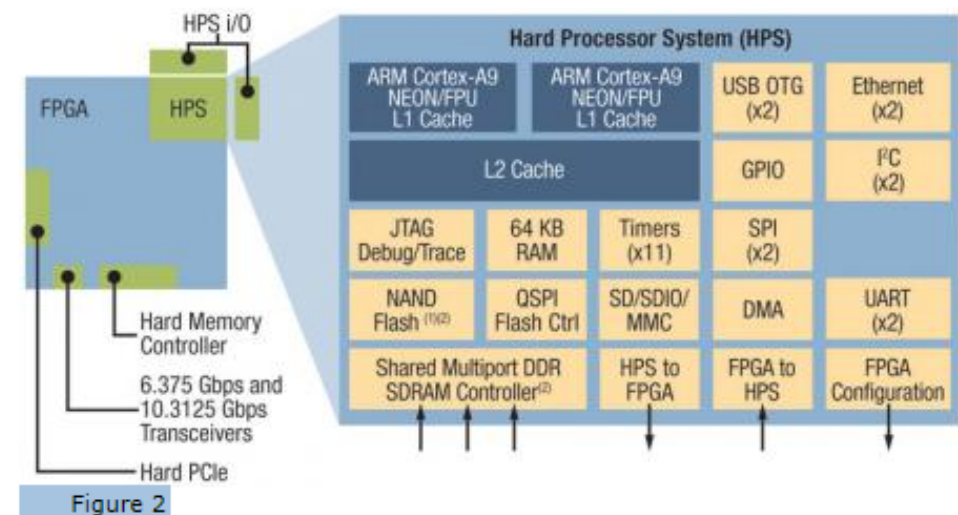 HPS i/O
FPGA
HPS
Hard Memory
Controller
6.375 Gbps and
10.3125 Gbps
Transceivers
Hard PCIe
Hard Processor System (HPS)
ARM Cortex-A9
NEON/FPU
L1 Cache
ARM Cortex-A9
NEON/FPU
L1 Cache
USB OTG
(x2)
Ethernet
(x2)
L2 Cache
GPIO
I²C
(x2)
JTAG
Debug/Trace
64 KB
RAM
Timers
(x11)
SPI
(x2)
NAND
Flash (1)(2)
QSPI
Flash Ctrl
SD/SDIO/
MMC
DMA
UART
(x2)
Shared Multiport DDR
SDRAM Controller(2)
HPS to
FPGA
FPGA to
HPS
FPGA
Configuration
Figure 2